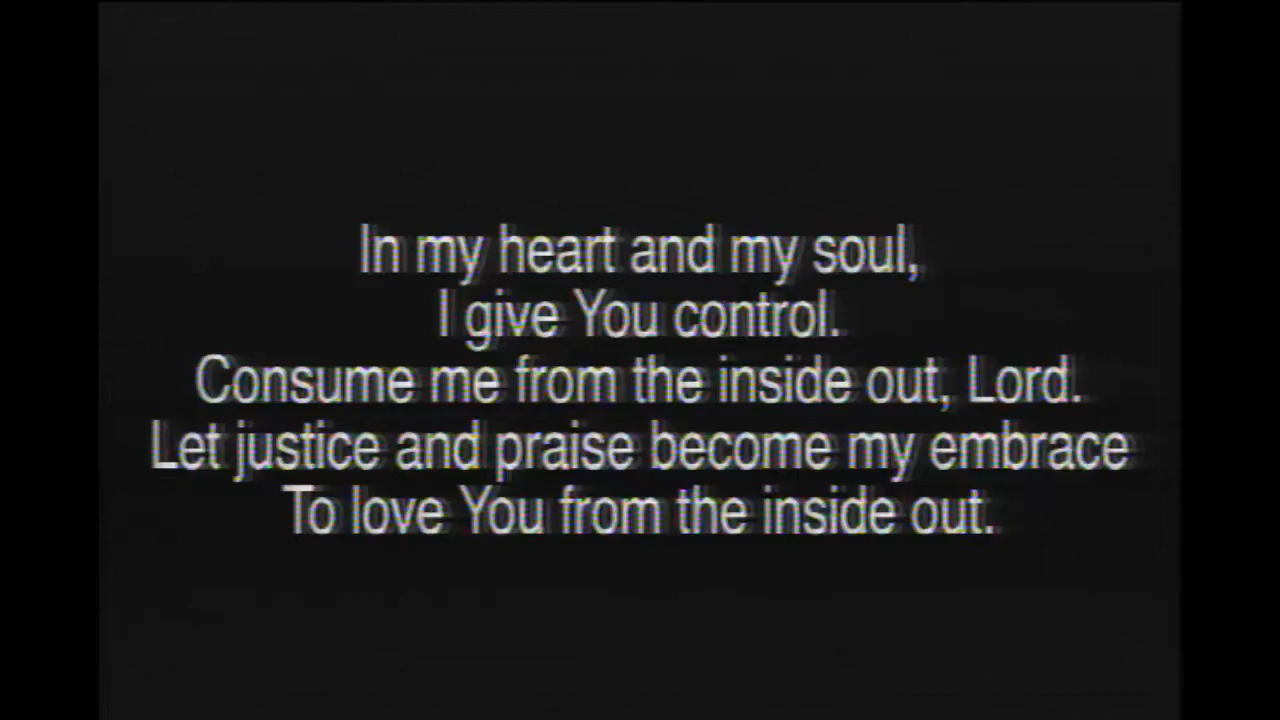 In my heart and my soul,
I give You control.
Consume me from the inside out, Lord.
Let justice and praise become my embrace
To love You from the inside out.